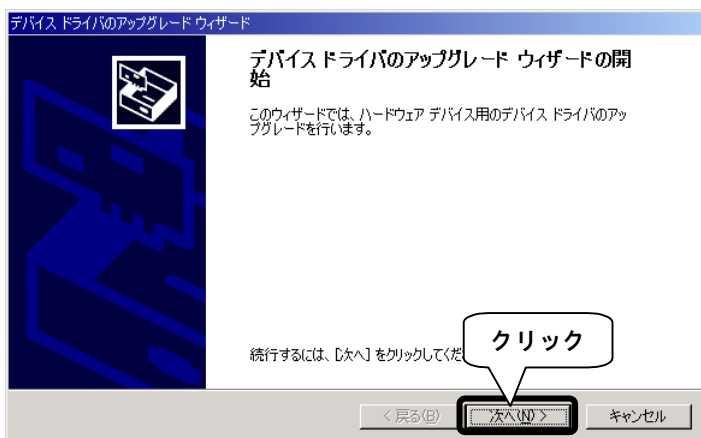 デバイス ドライバのアップグレード ウィザード
デバイス ドライバのアップグレード ウィザードの開
始
このウィザードでは、ハードウェア デバイス用のデバイス ドライバのアッ
プグレードを行います。
クリック
続行するには、[次へ] をクリックしてくだ
< 戻る(B)
次へ(N) >
キャンセル